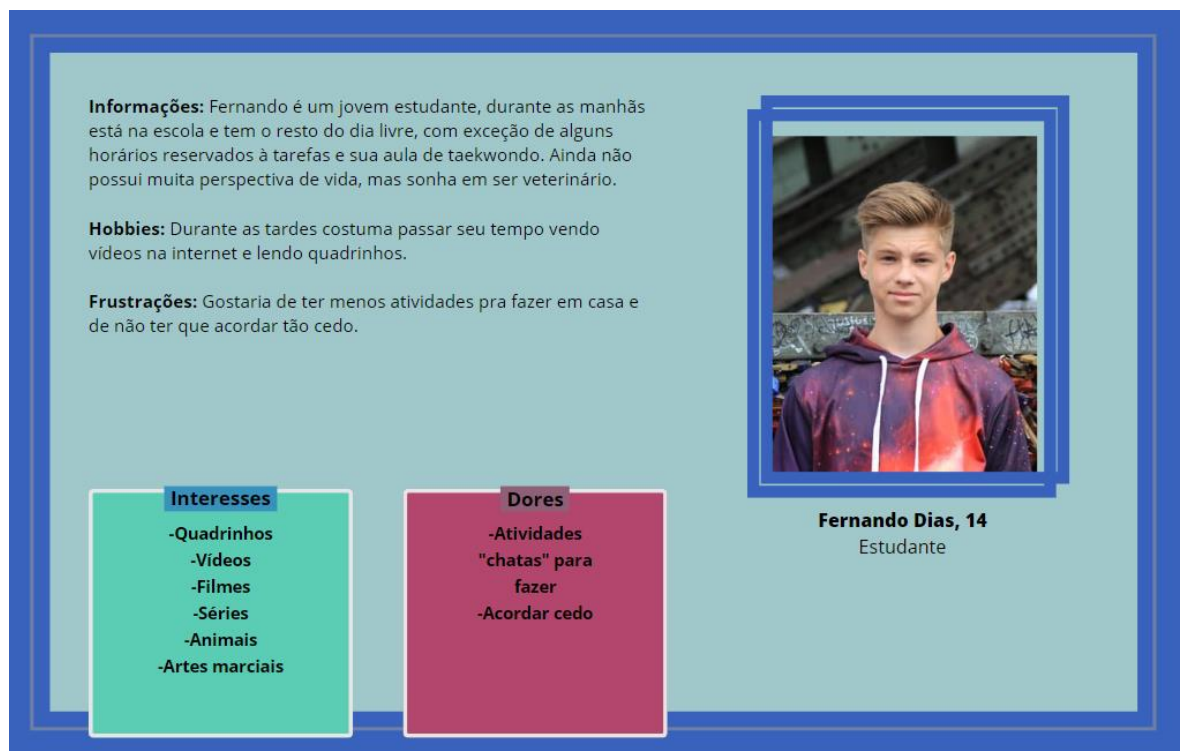 Informações: Fernando é um jovem estudante, durante as manhãs
está na escola e tem o resto do dia livre, com exceção de alguns
horários reservados à tarefas e sua aula de taekwondo. Ainda não
possui muita perspectiva de vida, mas sonha em ser veterinário.
Hobbies: Durante as tardes costuma passar seu tempo vendo
vídeos na internet e lendo quadrinhos.
Frustrações: Gostaria de ter menos atividades pra fazer em casa e
de não ter que acordar tão cedo.
Fernando Dias, 14
Estudante
Interesses
-Quadrinhos
-Vídeos
-Filmes
-Séries
-Animais
-Artes marciais
Dores
-Atividades
"chatas" para
fazer
-Acordar cedo